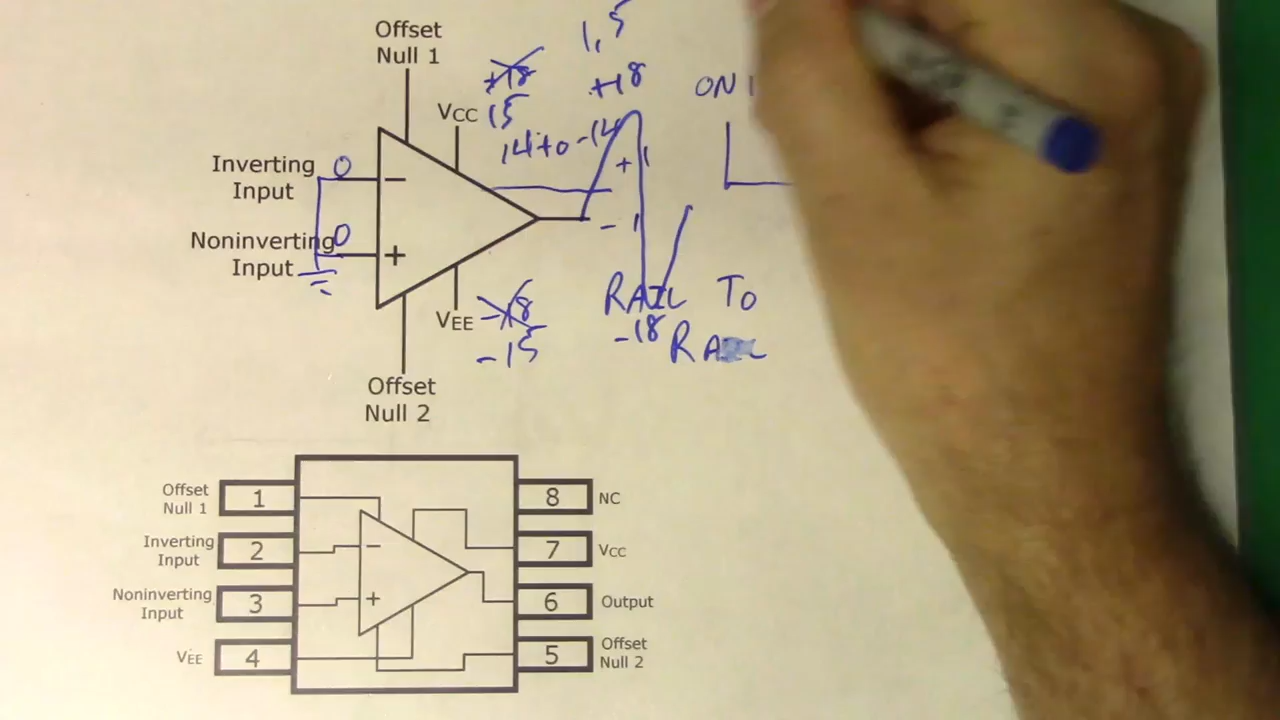 Offset
Null 1
1,5
+18
+18
ON
VCC
15
14 to -14
Inverting
Input
0
−
+
-
Noninverting
Input
0
+
VEE
-18
-15
RAIL TO
-18 RAIL
Offset
Null 2
Offset
Null 1
1
8
NC
Inverting
Input
2
−
7
VCC
Noninverting
Input
3
+
6
Output
VEE
4
5
Offset
Null 2